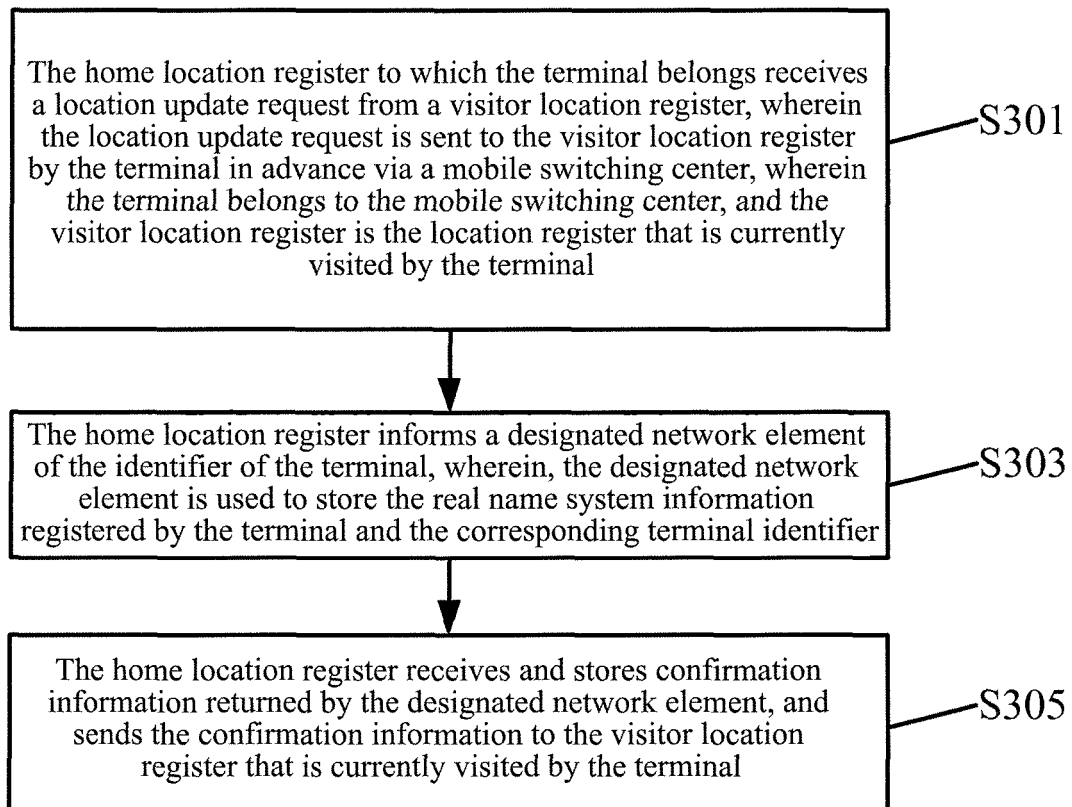 The home location register to which the terminal belongs receives
a location update request from a visitor location register, wherein
the location update request is sent to the visitor location register
by the terminal in advance via a mobile switching center, wherein
the terminal belongs to the mobile switching center, and the
visitor location register is the location register that is currently
visited by the terminal
S301
The home location register informs a designated network element
of the identifier of the terminal, wherein, the designated network
element is used to store the real name system information
registered by the terminal and the corresponding terminal identifier
S303
The home location register receives and stores confirmation
information returned by the designated network element, and
sends the confirmation information to the visitor location
register that is currently visited by the terminal
S305